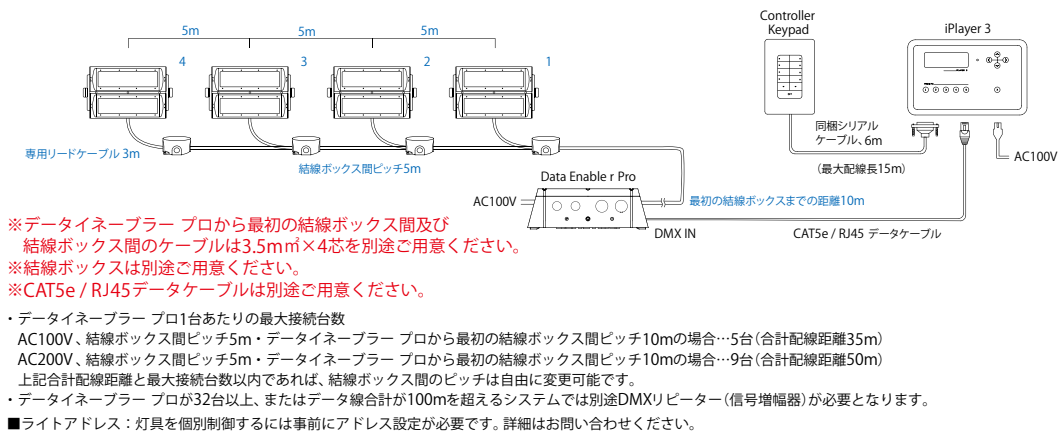 5m
5m
5m
4
3
2
1
専用リードケーブル 3m
結線ボックス間ピッチ5m
Controller
Keypad
iPlayer 3
同梱シリアル
ケーブル、6m
(最大配線長15m)
AC100V
Data Enable r Pro
AC100V
最初の結線ボックスまでの距離10m
DMX IN
CAT5e / RJ45 データケーブル
※データイネーブラー プロから最初の結線ボックス間及び
結線ボックス間のケーブルは3.5m㎡×4芯を別途ご用意ください。
※結線ボックスは別途ご用意ください。
※CAT5e / RJ45データケーブルは別途ご用意ください。
・データイネーブラー プロ1台あたりの最大接続台数
AC100V、結線ボックス間ピッチ5m・データイネーブラー プロから最初の結線ボックス間ピッチ10mの場合…5台(合計配線距離35m)
AC200V、結線ボックス間ピッチ5m・データイネーブラー プロから最初の結線ボックス間ピッチ10mの場合…9台(合計配線距離50m)
上記合計配線距離と最大接続台数以内であれば、結線ボックス間のピッチは自由に変更可能です。
・データイネーブラー プロが32台以上、またはデータ線合計が100mを超えるシステムでは別途DMXリピーター(信号増幅器)が必要となります。
■ライトアドレス：灯具を個別制御するには事前にアドレス設定が必要です。詳細はお問い合わせください。